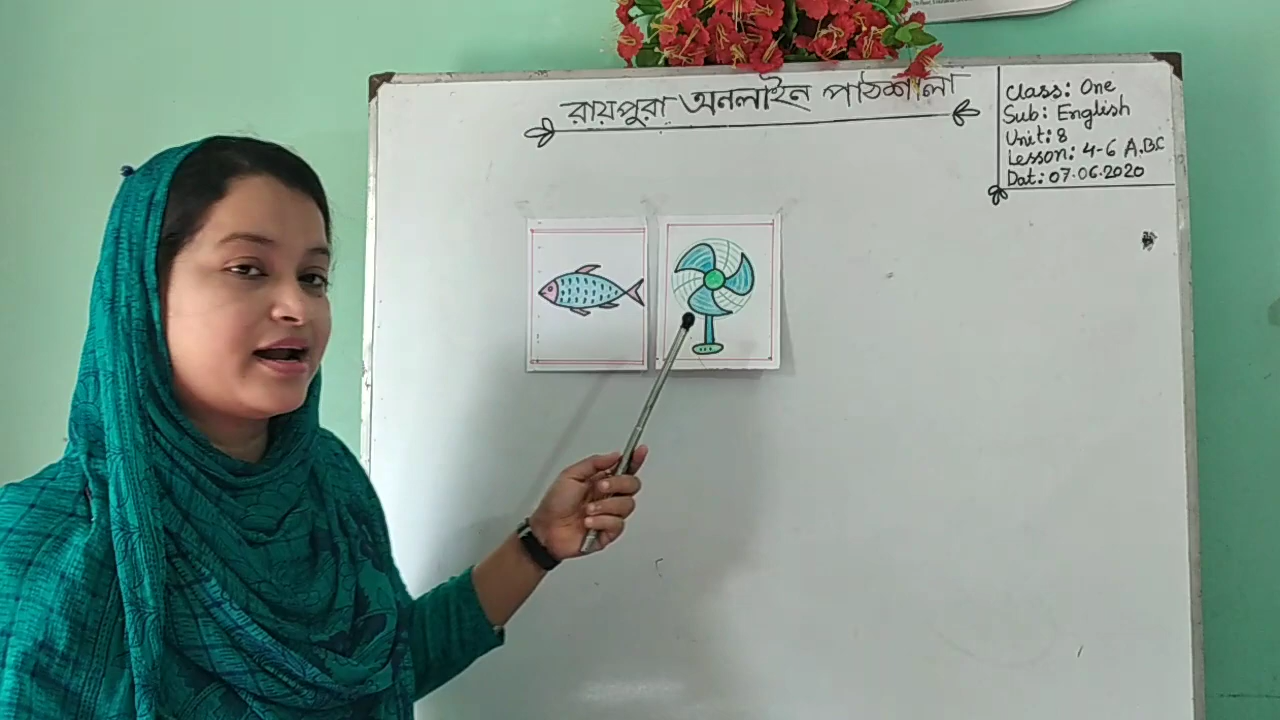 রায়পুরা অনলাইন পাঠশালা
Class: One
Sub: English
Unit: 8
Lesson: 4-6 A.B.C
Dat: 07.06.2020